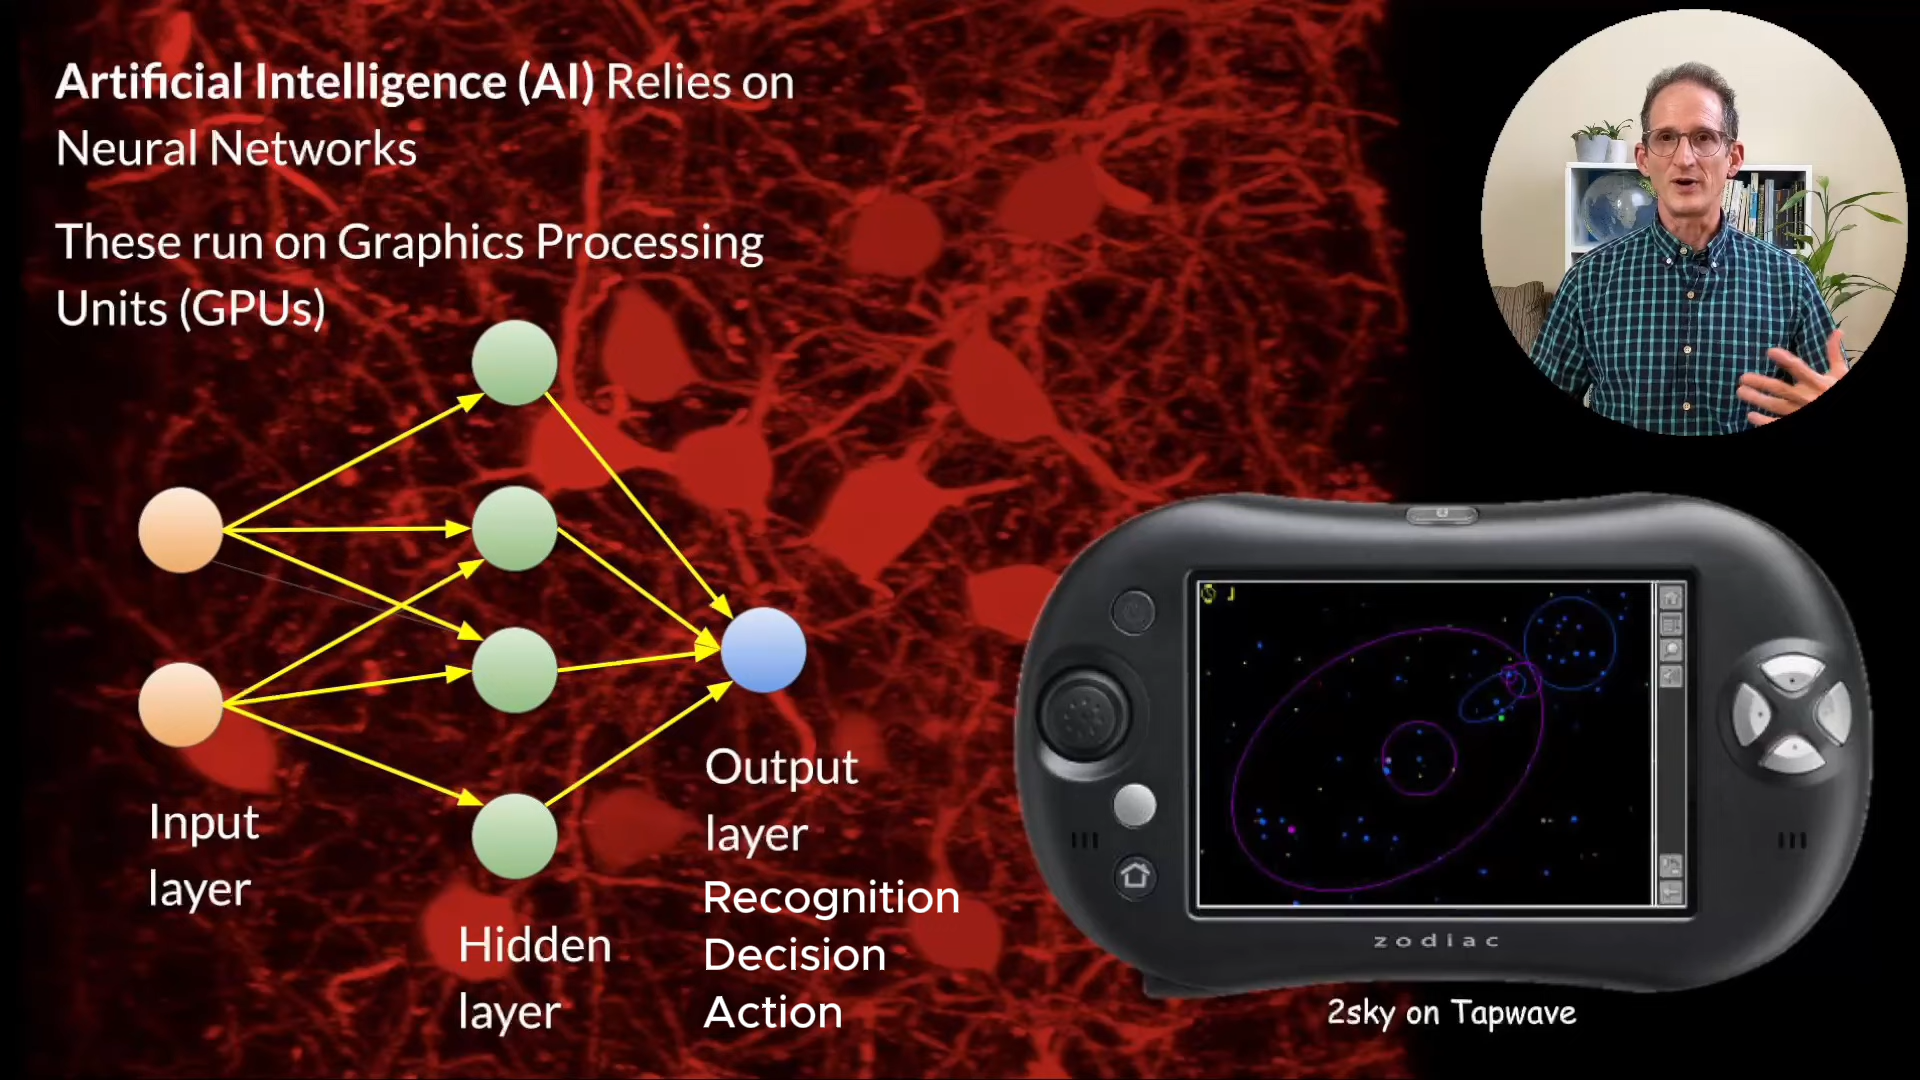 Artificial Intelligence (AI) Relies on
Neural Networks
These run on Graphics Processing
Units (GPUs)
Input
layer
Hidden
layer
Output
layer
Recognition
Decision
Action
zodiac
2sky on Tapwave